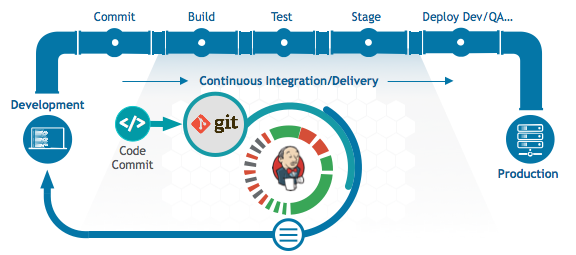 Commit
Build
Test
Stage
Deploy Dev/QA...
Continuous Integration/Delivery
Development
</>
git
Code
Commit
Production